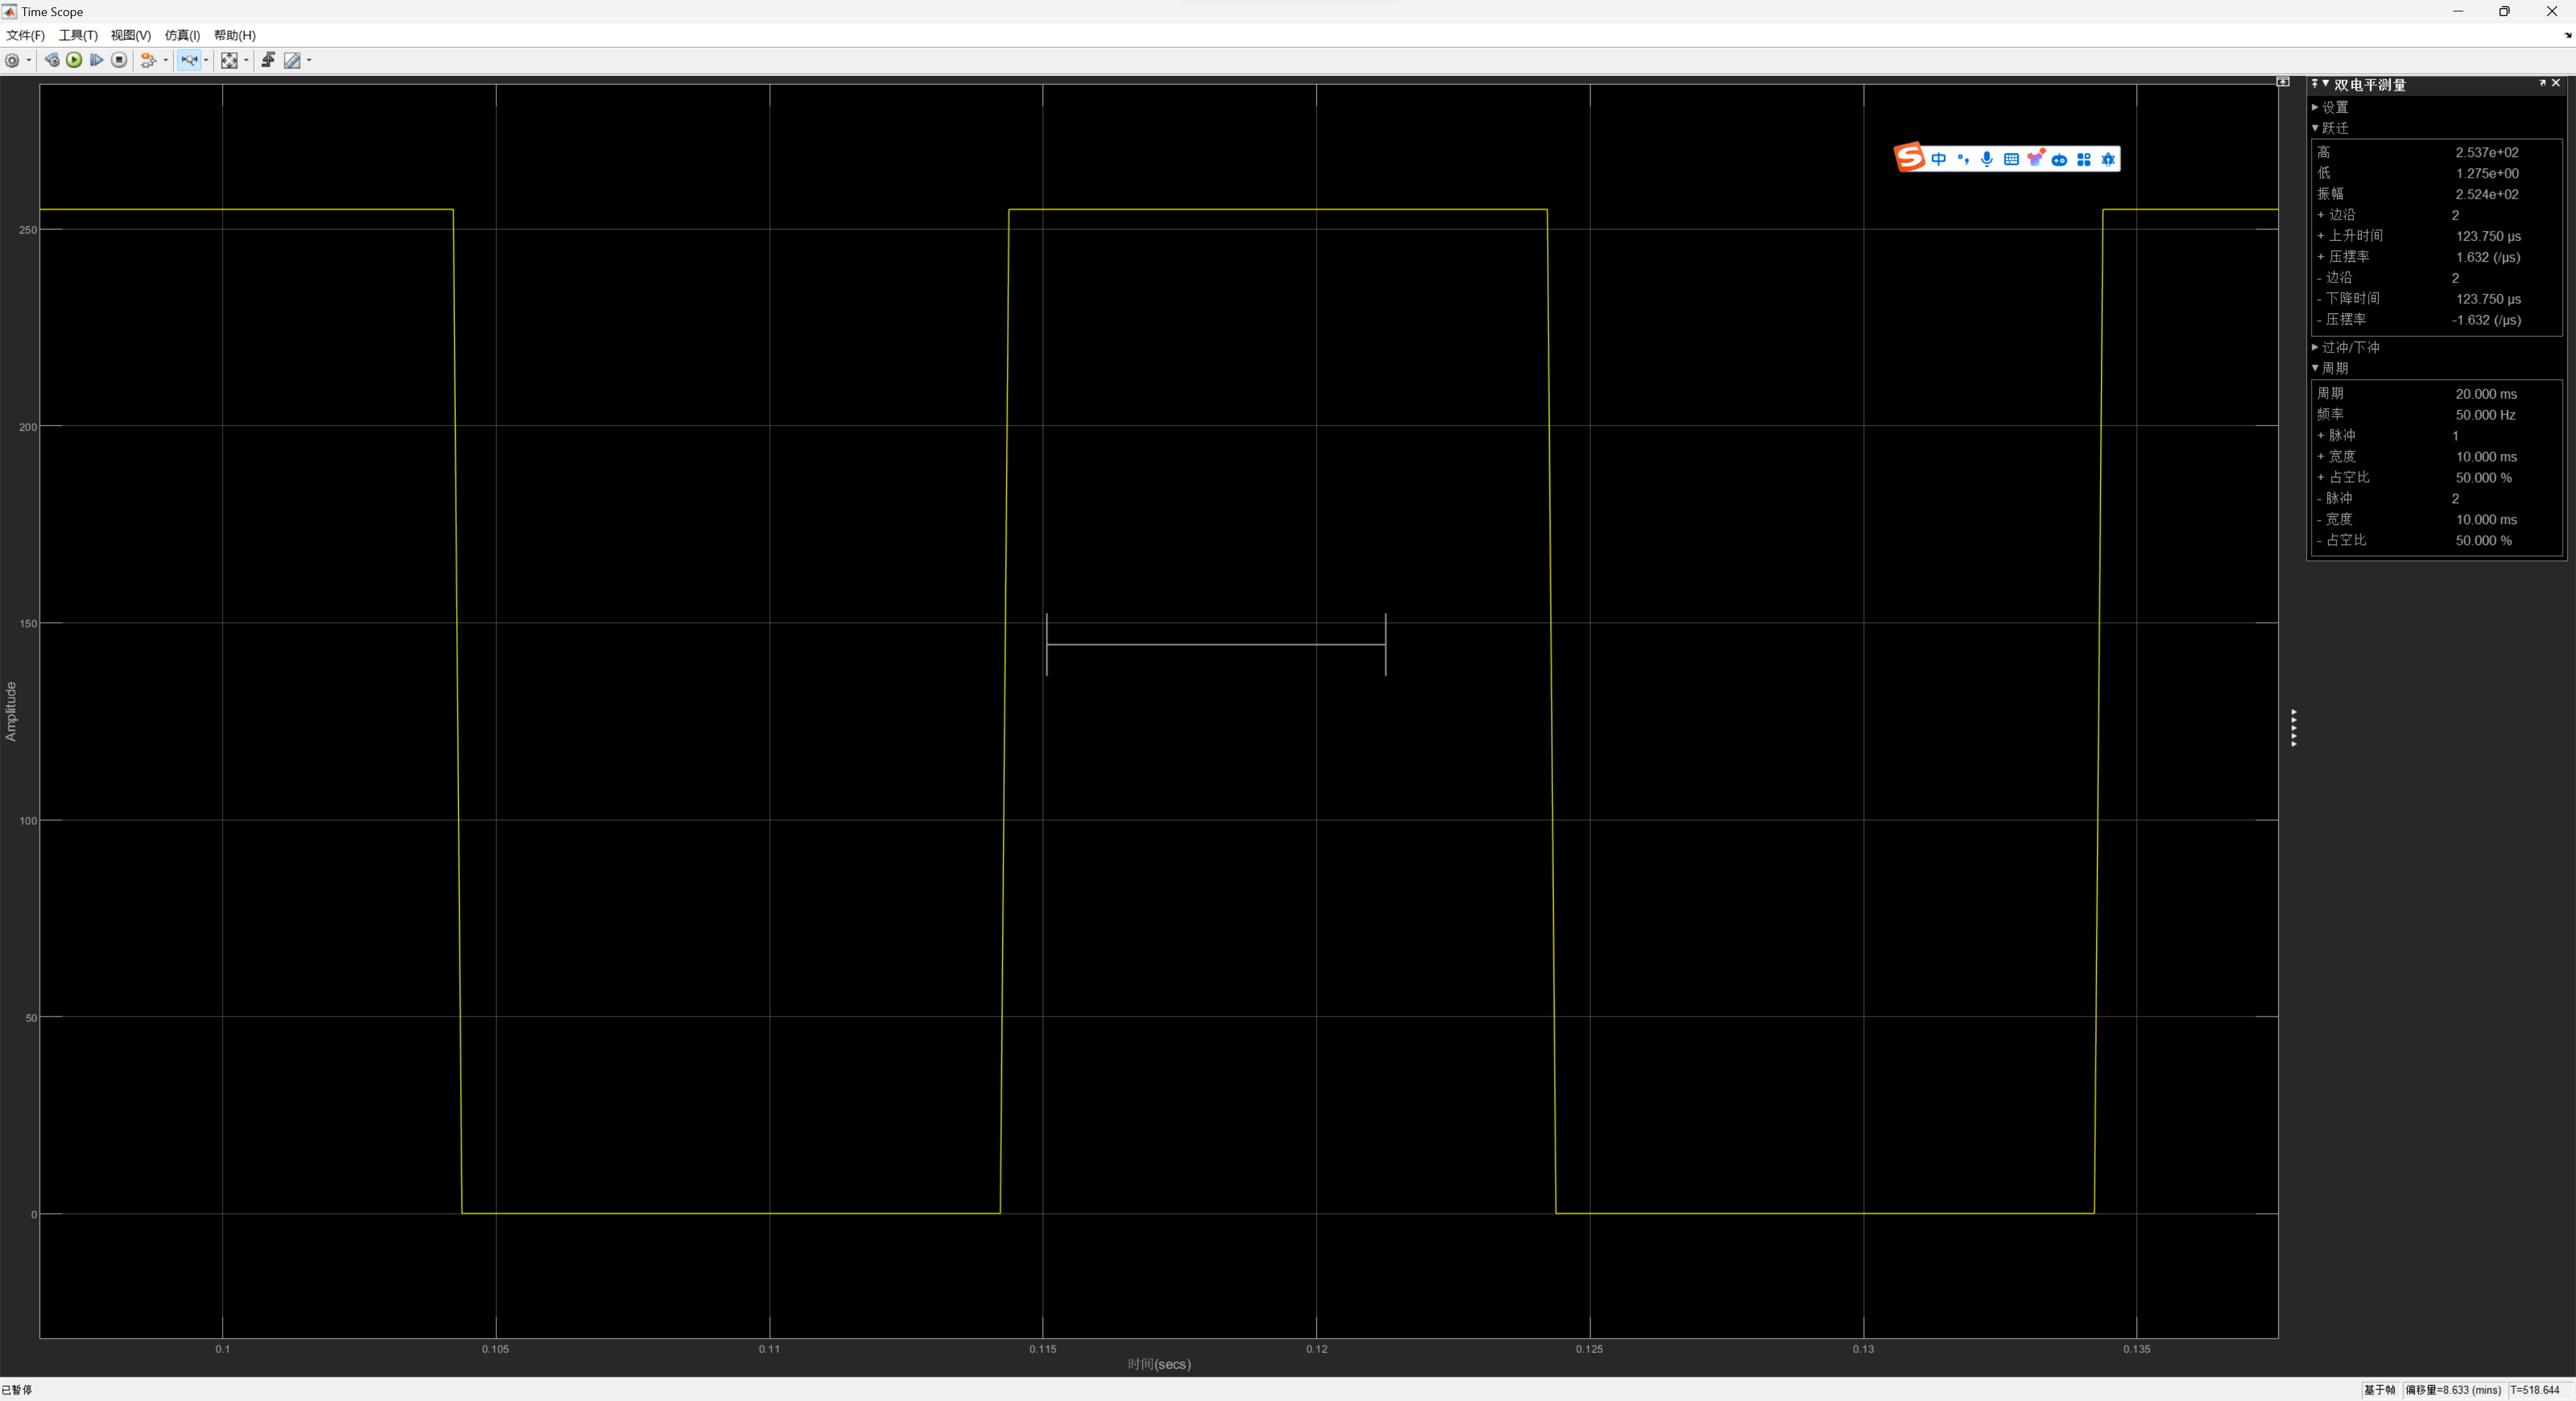 Time Scope
文件(F) 工具(T) 视图(V) 仿真(I) 帮助(H)
双电平测量
设置
跃迁
高 2.537e+02
低 1.275e+00
振幅 2.524e+02
+ 边沿 2
+ 上升时间 123.750 µs
+ 压摆率 1.632 (/µs)
- 边沿 2
- 下降时间 123.750 µs
- 压摆率 -1.632 (/µs)
过冲/下冲
周期
周期 20.000 ms
频率 50.000 Hz
+ 脉冲 1
+ 宽度 10.000 ms
+ 占空比 50.000 %
- 脉冲 2
- 宽度 10.000 ms
- 占空比 50.000 %
中
250
200
150
100
50
0
Amplitude
0.1 0.105 0.11 0.115 0.12 0.125 0.13 0.135
时间(secs)
已暂停
基于帧 偏移量=8.633 (mins) T=518.644